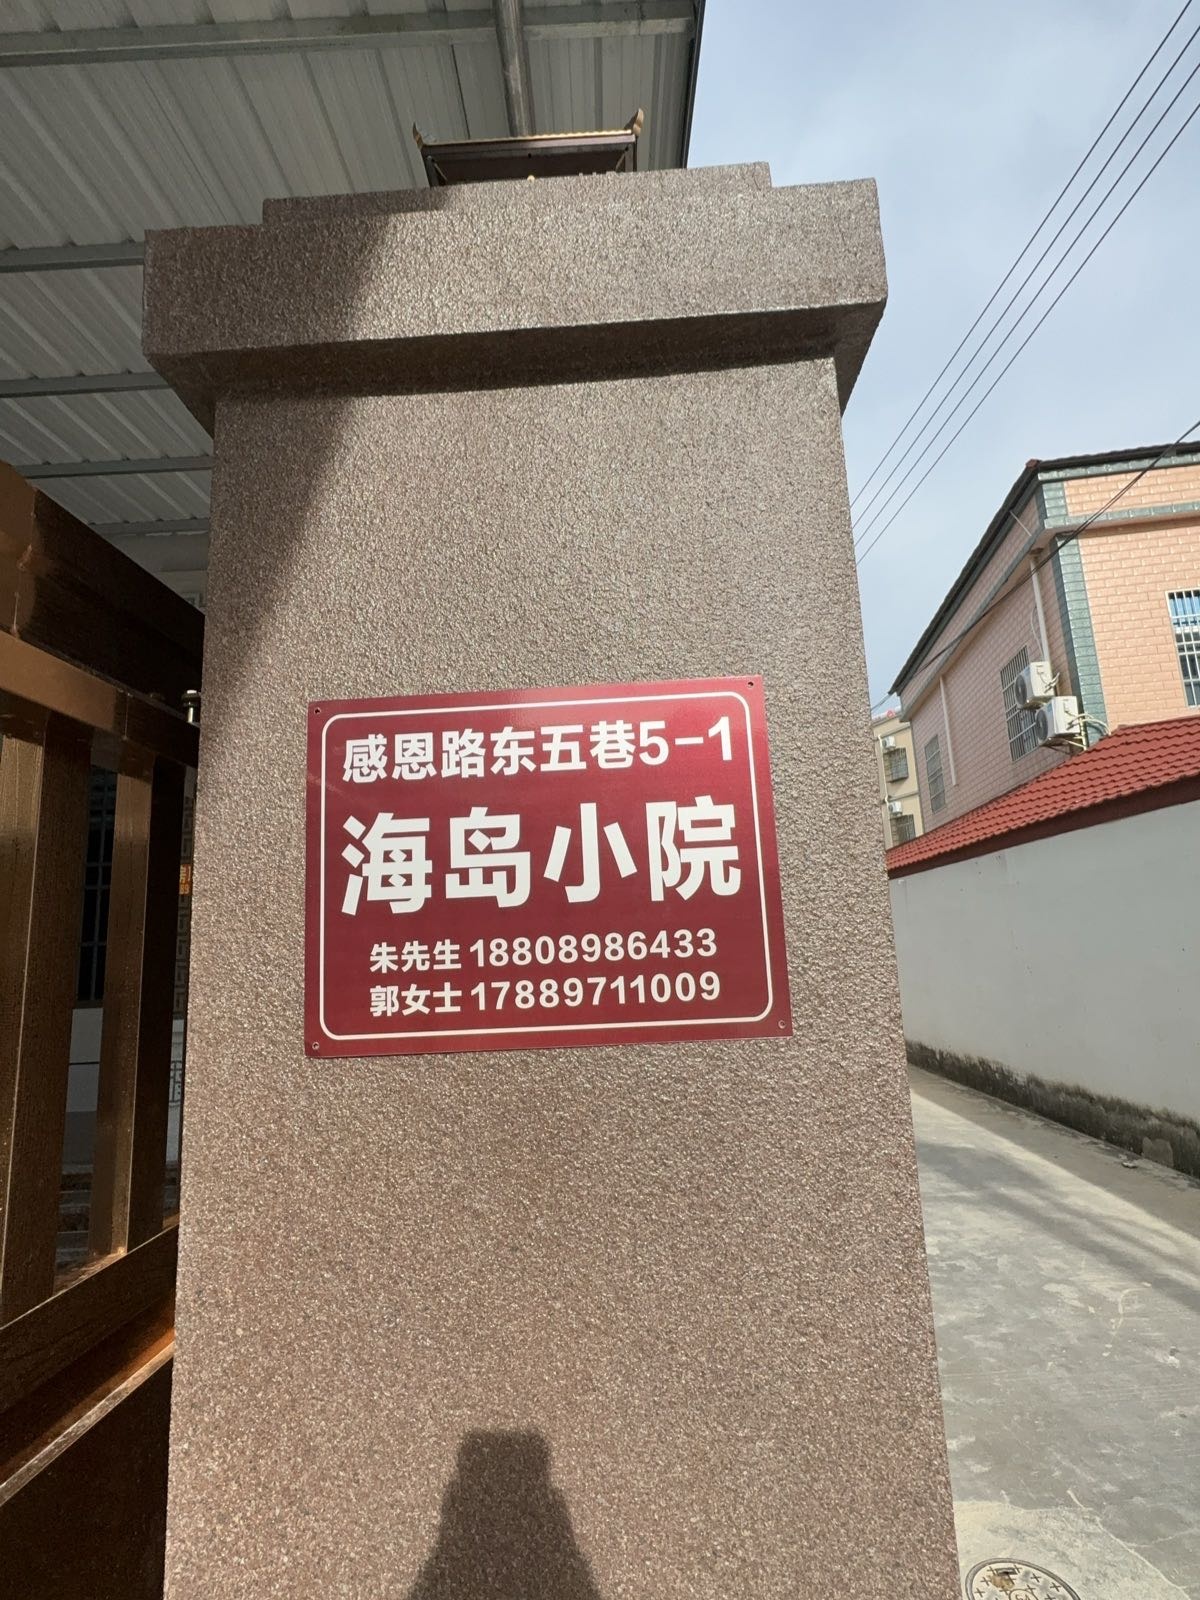 感恩路东五巷5-1
海岛小院
朱先生 18808986433
郭女士 17889711009